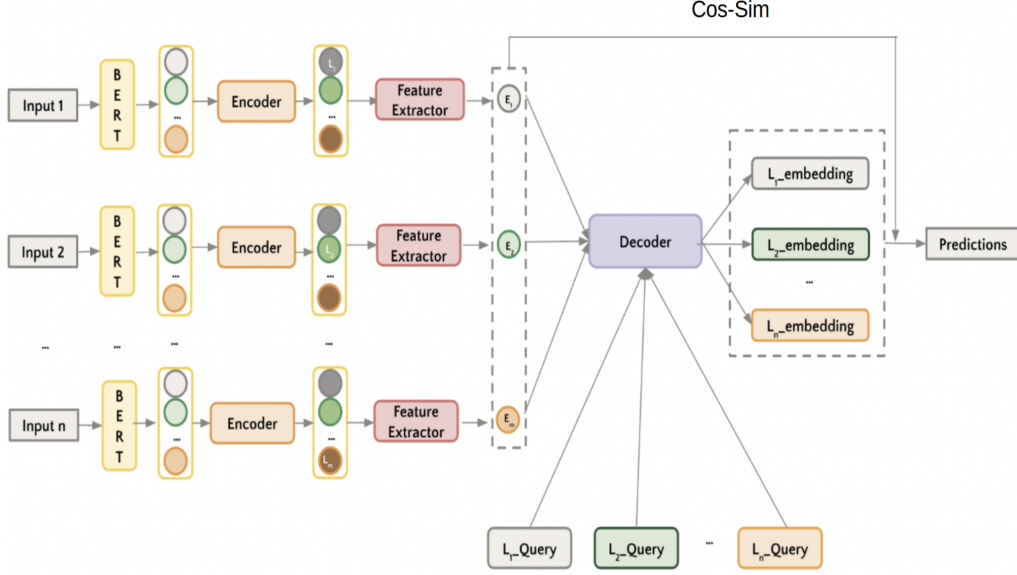 Cos-Sim
Input 1
B
E
R
T
...
Encoder
L₁
...
Feature
Extractor
E₁
Input 2
B
E
R
T
...
Encoder
L₂
...
Feature
Extractor
E₂
Decoder
L₁_embedding
L₂_embedding
...
Lₙ_embedding
Predictions
...
...
...
...
Input n
B
E
R
T
...
Encoder
...
Lₘ
Feature
Extractor
Eₘ
L₁_Query
L₂_Query
...
Lₙ_Query